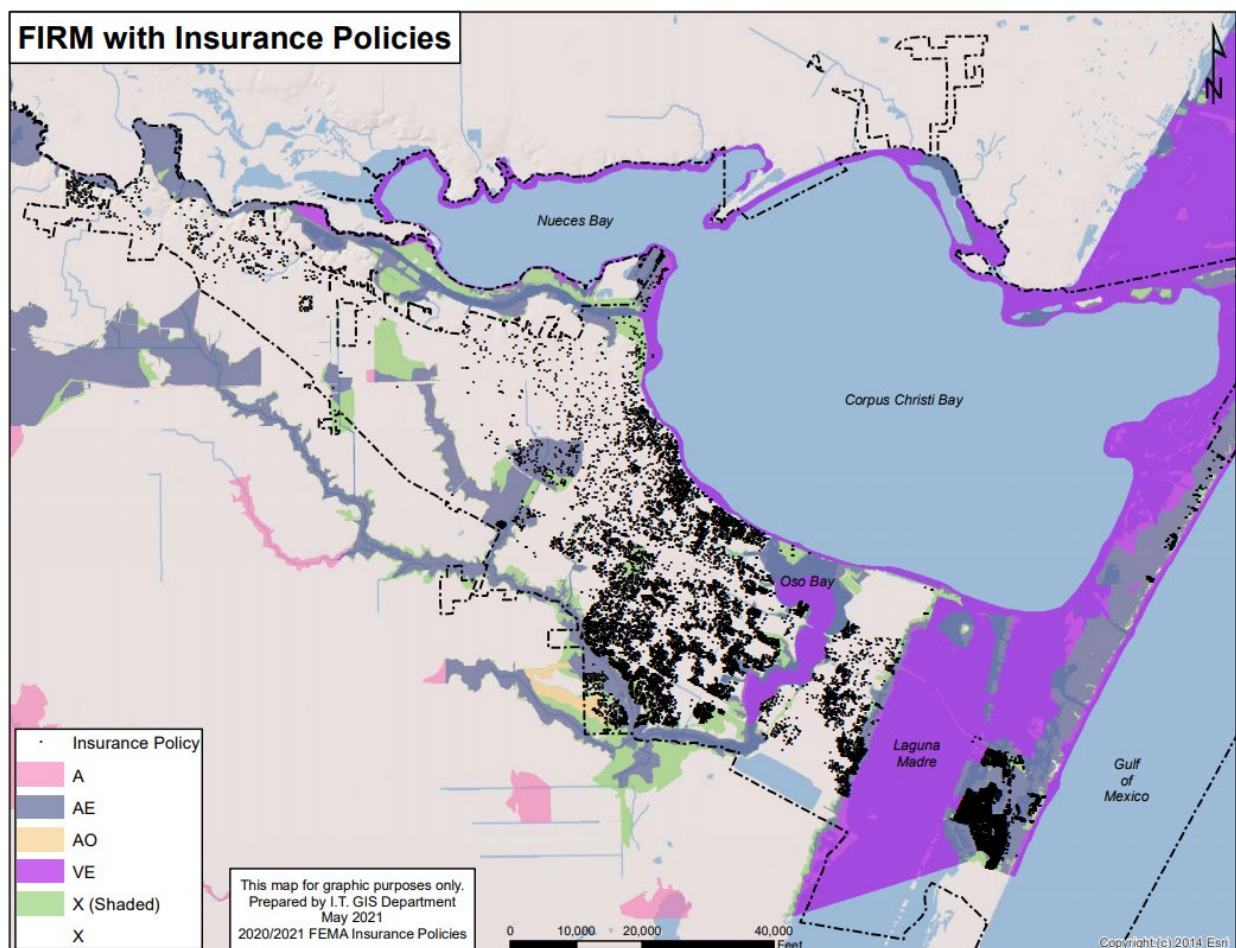 FIRM with Insurance Policies
N
Nueces Bay
Corpus Christi Bay
Oso Bay
Laguna
Madre
Gulf
of
Mexico
Insurance Policy
A
AE
AO
VE
X (Shaded)
X
This map for graphic purposes only.
Prepared by I.T. GIS Department
May 2021
2020/2021 FEMA Insurance Policies
0 10,000 20,000 40,000
Feet
Copyright:(c) 2014 Esri